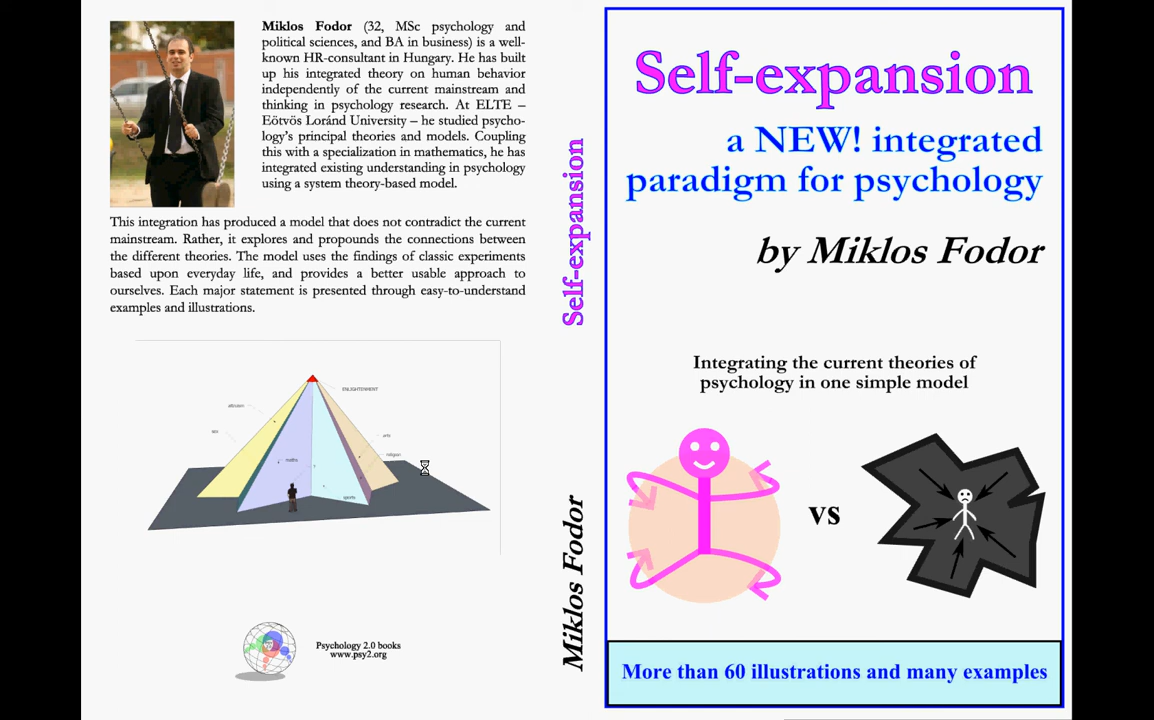 Miklos Fodor (32, MSc psychology and
political sciences, and BA in business) is a well-
known HR-consultant in Hungary. He has built
up his integrated theory on human behavior
independently of the current mainstream and
thinking in psychology research. At ELTE –
Eötvös Loránd University – he studied psycho-
logy's principal theories and models. Coupling
this with a specialization in mathematics, he has
integrated existing understanding in psychology
using a system theory-based model.
This integration has produced a model that does not contradict the current
mainstream. Rather, it explores and propounds the connections between
the different theories. The model uses the findings of classic experiments
based upon everyday life, and provides a better usable approach to
ourselves. Each major statement is presented through easy-to-understand
examples and illustrations.
ENLIGHTENMENT
altruism
sex
arts
maths
religion
sports
Psychology 2.0 books
www.psy2.org
Self-expansion
Miklos Fodor
Self-expansion
a NEW! integrated
paradigm for psychology
by Miklos Fodor
Integrating the current theories of
psychology in one simple model
vs
More than 60 illustrations and many examples